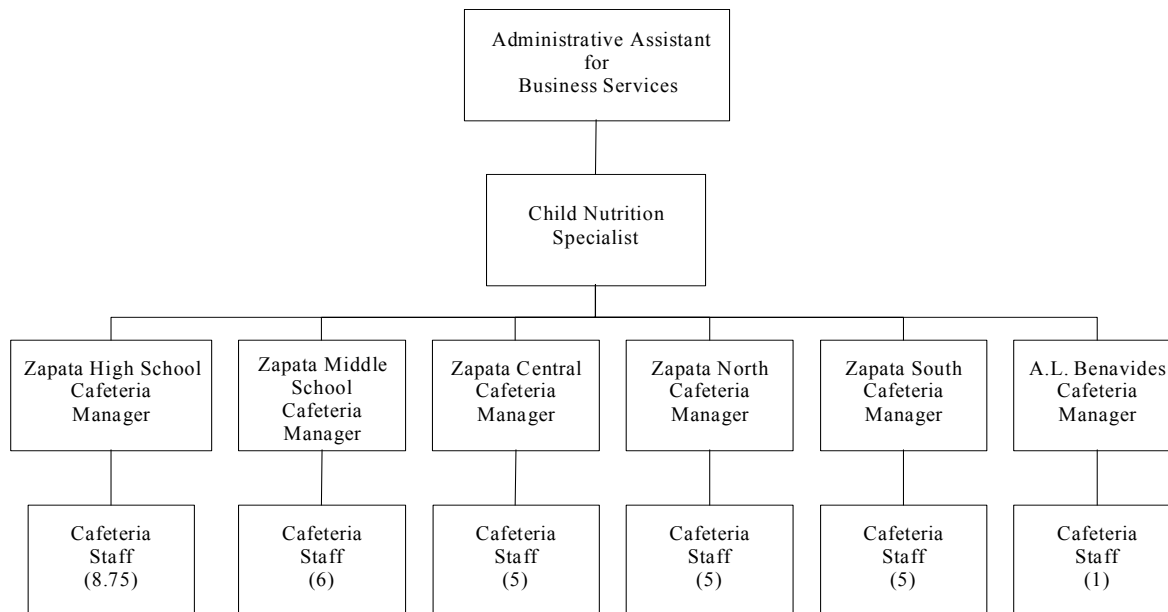 Administrative Assistant
for
Business Services
Child Nutrition
Specialist
Zapata High School
Cafeteria
Manager
Zapata Middle
School
Cafeteria
Manager
Zapata Central
Cafeteria
Manager
Zapata North
Cafeteria
Manager
Zapata South
Cafeteria
Manager
A.L. Benavides
Cafeteria
Manager
Cafeteria
Staff
(8.75)
Cafeteria
Staff
(6)
Cafeteria
Staff
(5)
Cafeteria
Staff
(5)
Cafeteria
Staff
(5)
Cafeteria
Staff
(1)